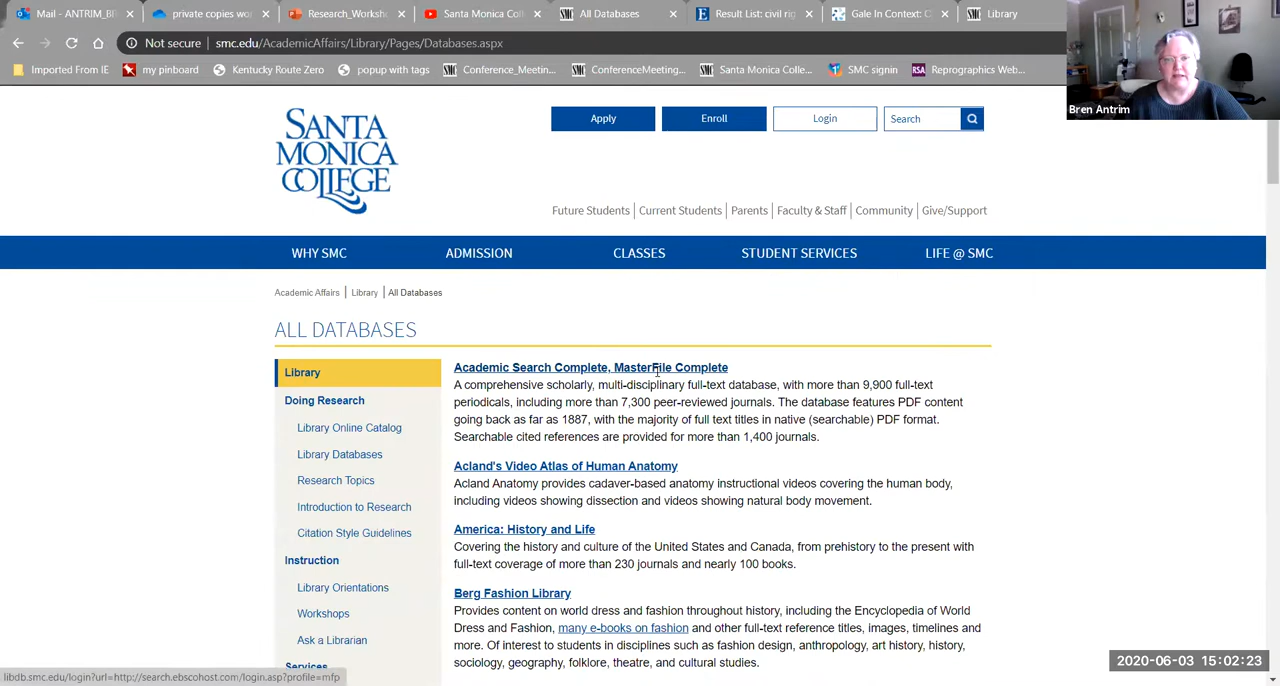 Mail - ANTRIM_BR
private copies wo
Research_Worksh
Santa Monica Coll
All Databases
Result List: civil rig
Gale In Context: C
Library
Not secure
smc.edu/AcademicAffairs/Library/Pages/Databases.aspx
Imported From IE
my pinboard
Kentucky Route Zero
popup with tags
Conference_Meetin...
ConferenceMeeting...
Santa Monica Colle...
SMC signin
Reprographics Web...
Bren Antrim
SANTA
MONICA
COLLEGE
Apply
Enroll
Login
Search
Future Students
Current Students
Parents
Faculty & Staff
Community
Give/Support
WHY SMC
ADMISSION
CLASSES
STUDENT SERVICES
LIFE @ SMC
Academic Affairs
Library
All Databases
ALL DATABASES
Library
Doing Research
Library Online Catalog
Library Databases
Research Topics
Introduction to Research
Citation Style Guidelines
Instruction
Library Orientations
Workshops
Ask a Librarian
Services
Academic Search Complete, MasterFile Complete
A comprehensive scholarly, multi-disciplinary full-text database, with more than 9,900 full-text
periodicals, including more than 7,300 peer-reviewed journals. The database features PDF content
going back as far as 1887, with the majority of full text titles in native (searchable) PDF format.
Searchable cited references are provided for more than 1,400 journals.
Acland's Video Atlas of Human Anatomy
Acland Anatomy provides cadaver-based anatomy instructional videos covering the human body,
including videos showing dissection and videos showing natural body movement.
America: History and Life
Covering the history and culture of the United States and Canada, from prehistory to the present with
full-text coverage of more than 230 journals and nearly 100 books.
Berg Fashion Library
Provides content on world dress and fashion throughout history, including the Encyclopedia of World
Dress and Fashion, many e-books on fashion and other full-text reference titles, images, timelines and
more. Of interest to students in disciplines such as fashion design, anthropology, art history, history,
sociology, geography, folklore, theatre, and cultural studies.
libdb.smc.edu/login?url=http://search.ebscohost.com/login.asp?profile=mfp
2020-06-03 15:02:23